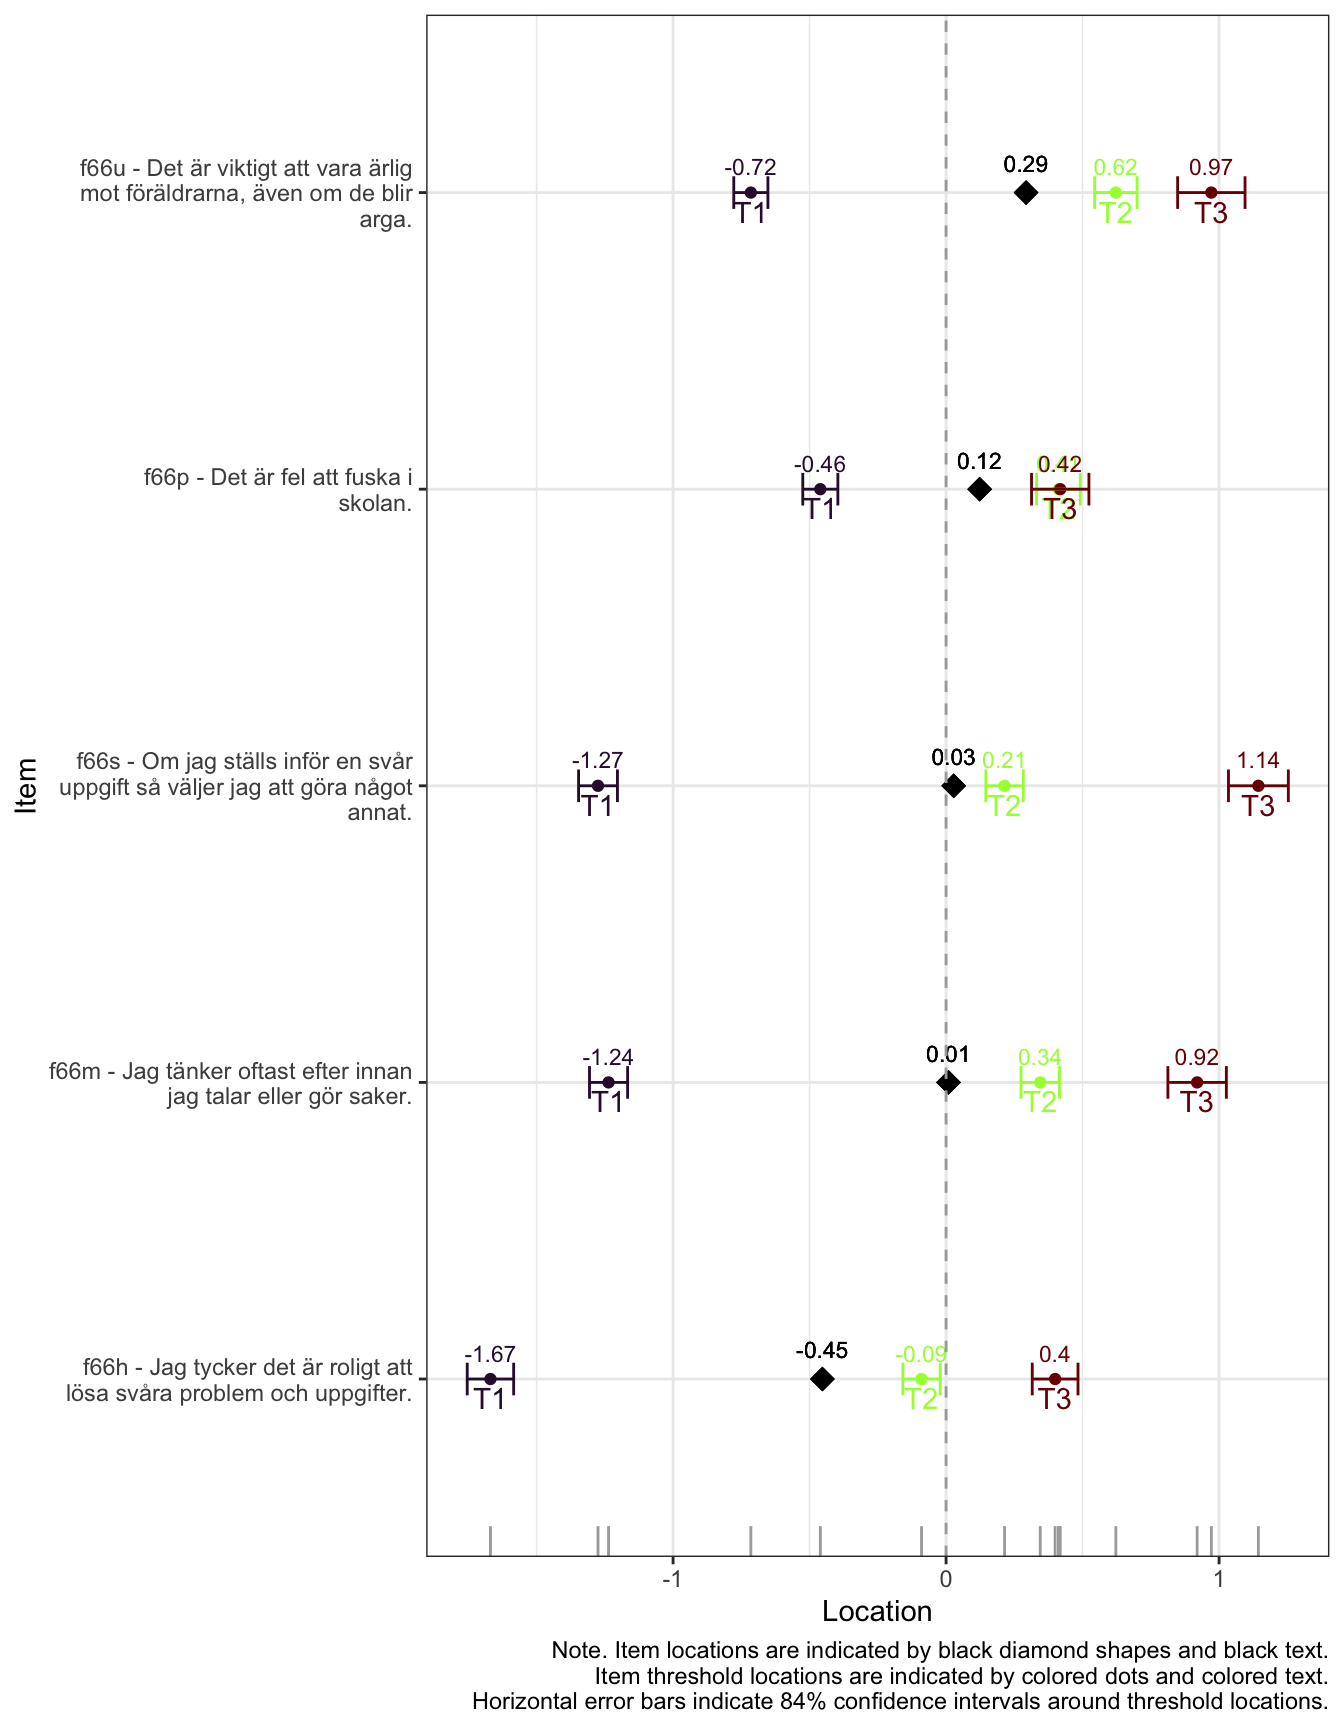 f66u - Det är viktigt att vara ärlig
mot föräldrarna, även om de blir
arga.
-0.72
T1
0.29
0.62
T2
0.97
T3
f66p - Det är fel att fuska i
skolan.
-0.46
T1
0.12
0.42
T3
Item
f66s - Om jag ställs inför en svår
uppgift så väljer jag att göra något
annat.
-1.27
T1
0.03
0.21
T2
1.14
T3
f66m - Jag tänker oftast efter innan
jag talar eller gör saker.
-1.24
T1
0.01
0.34
T2
0.92
T3
f66h - Jag tycker det är roligt att
lösa svåra problem och uppgifter.
-1.67
T1
-0.45
-0.09
T2
0.4
T3
-1
0
1
Location
Note. Item locations are indicated by black diamond shapes and black text.
Item threshold locations are indicated by colored dots and colored text.
Horizontal error bars indicate 84% confidence intervals around threshold locations.